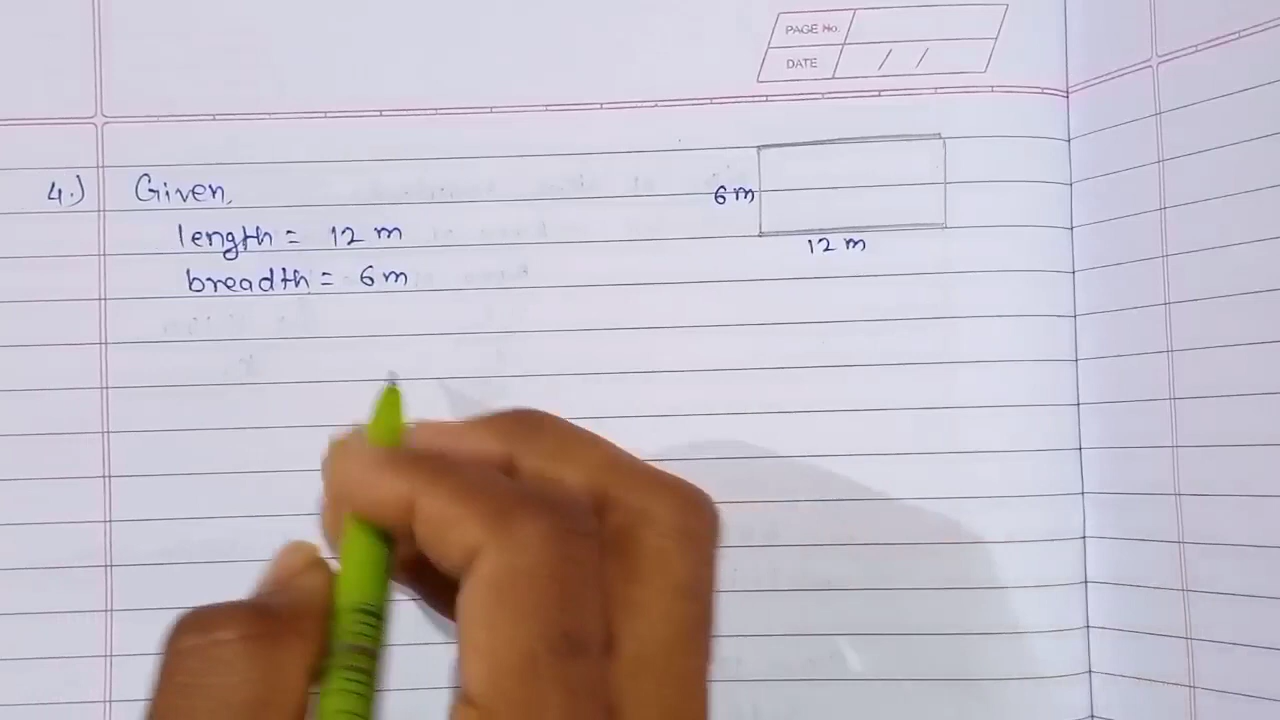 PAGE No.
DATE / /
4.) Given,
length = 12 m
breadth = 6 m
6 m
12 m